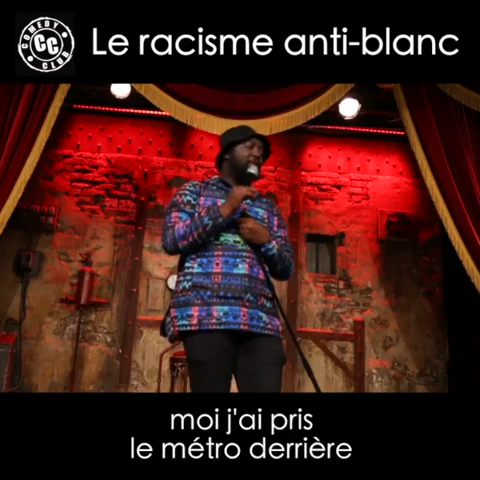 COMEDY
CC
CLUB
Le racisme anti-blanc
moi j'ai pris
le métro derrière